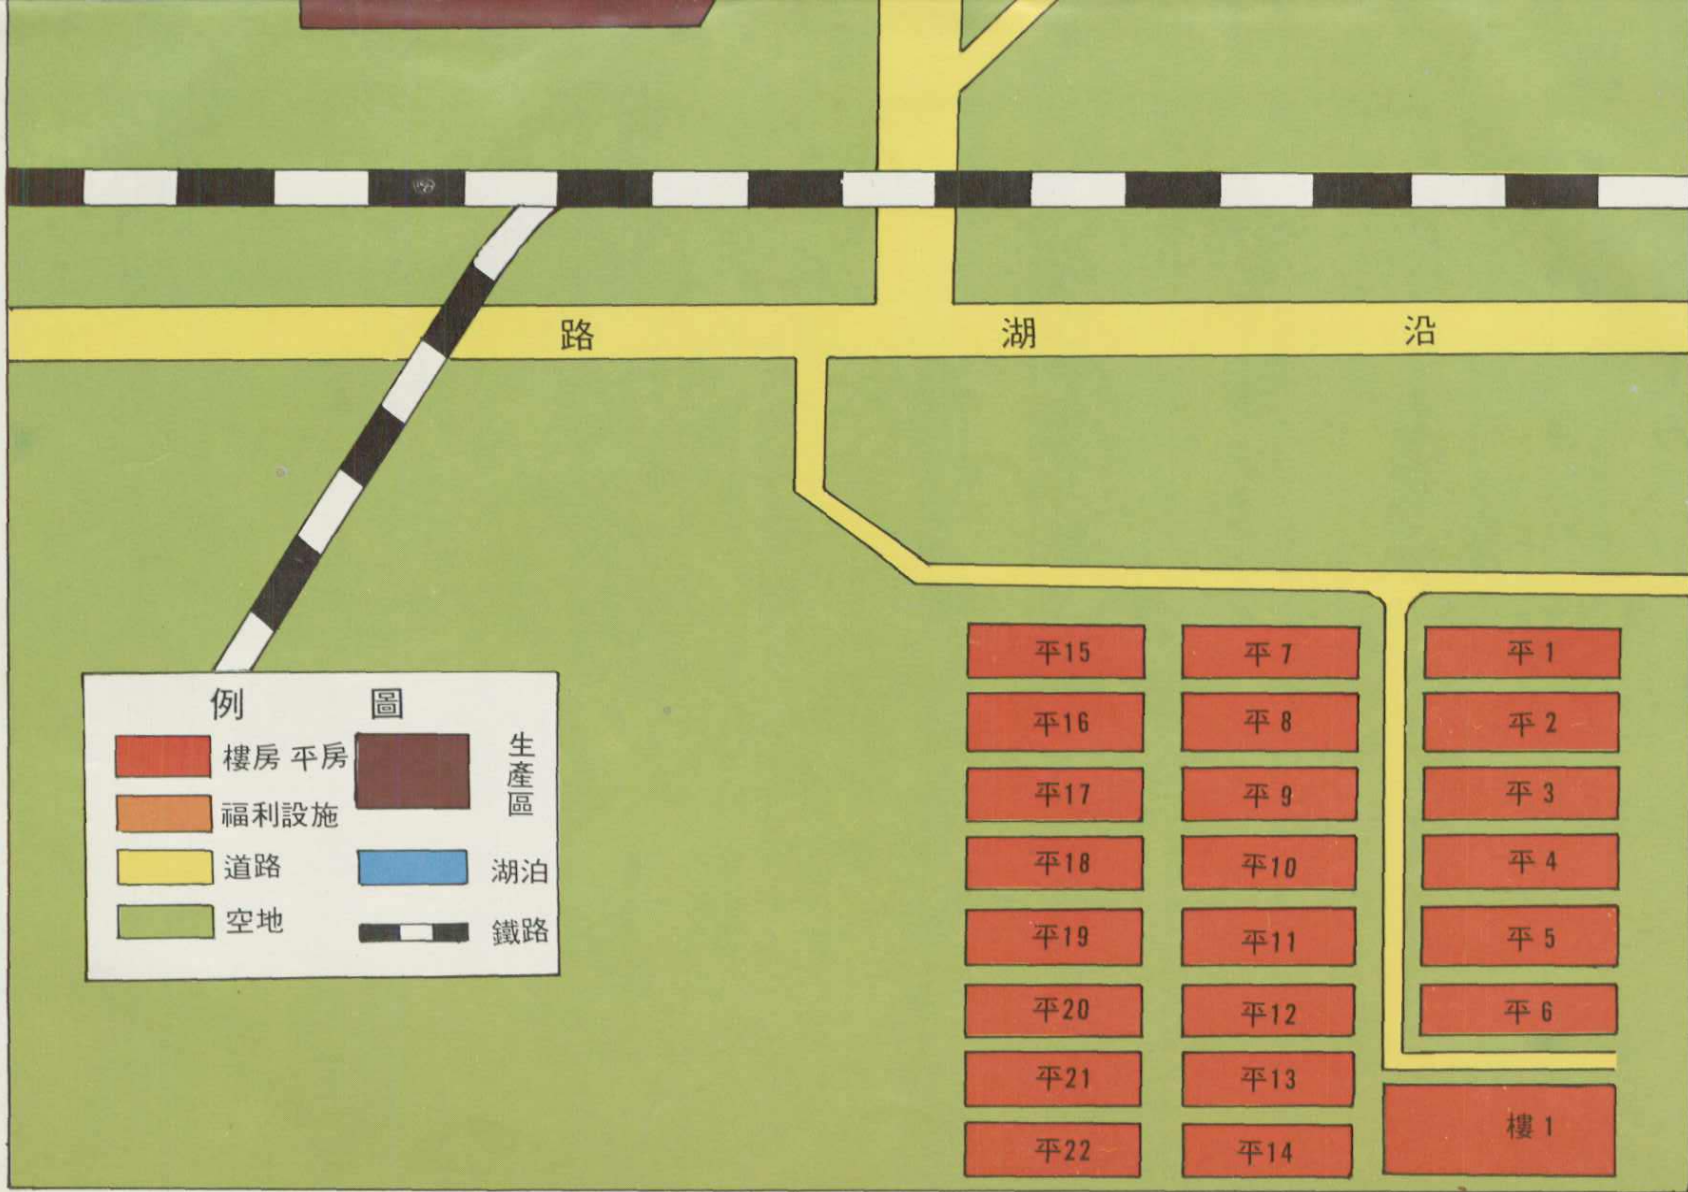 沿湖路
圖例
樓房 平房
福利設施
道路
空地
生產區
湖泊
鐵路
平15
平7
平1
平16
平8
平2
平17
平9
平3
平18
平10
平4
平19
平11
平5
平20
平12
平6
平21
平13
樓1
平22
平14